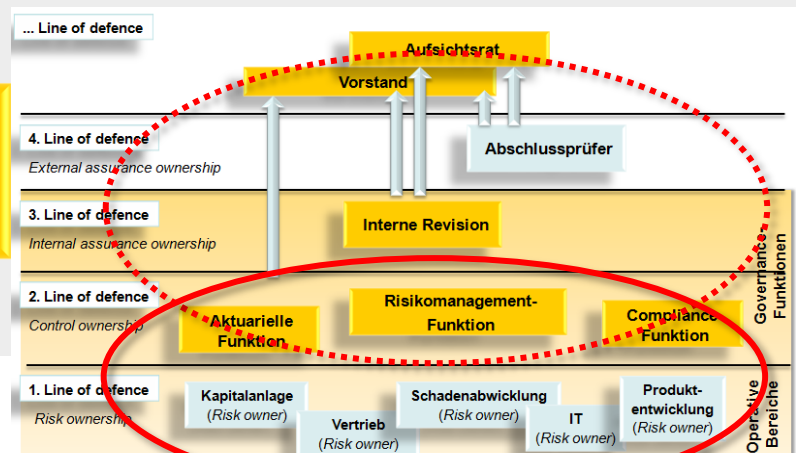 ... Line of defence
Aufsichtsrat
Vorstand
4. Line of defence
External assurance ownership
Abschlussprüfer
3. Line of defence
Internal assurance ownership
Interne Revision
Governance-
Funktionen
2. Line of defence
Control ownership
Aktuarielle
Funktion
Risikomanagement-
Funktion
Compliance
Funktion
1. Line of defence
Risk ownership
Kapitalanlage
(Risk owner)
Vertrieb
(Risk owner)
Schadenabwicklung
(Risk owner)
IT
(Risk owner)
Produkt-
entwicklung
(Risk owner)
Operative
Bereiche